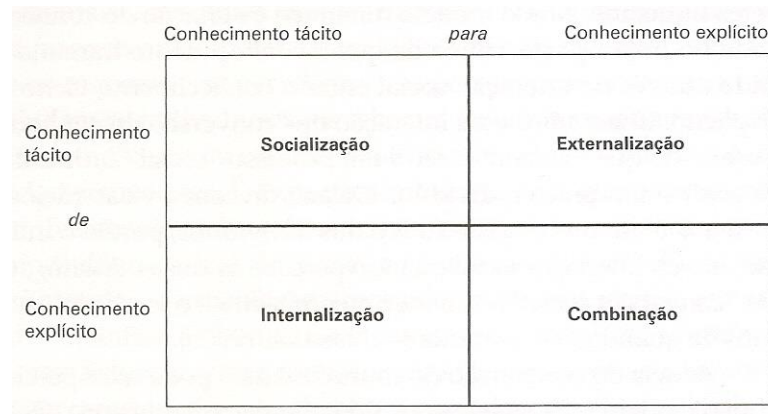 Conhecimento tácito para Conhecimento explícito
Conhecimento
tácito
Socialização Externalização
de
Conhecimento
explícito
Internalização Combinação